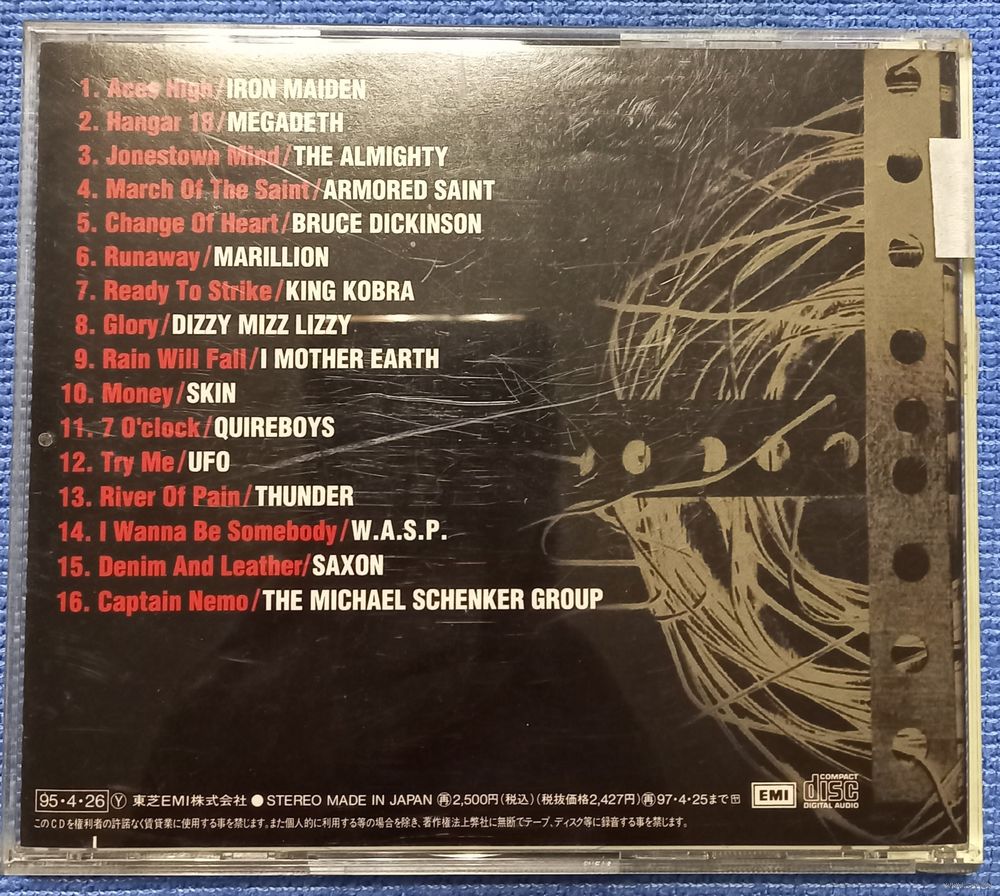 1. Aces High/IRON MAIDEN
2. Hangar 18/MEGADETH
3. Jonestown Mind/THE ALMIGHTY
4. March Of The Saint/ARMORED SAINT
5. Change Of Heart/BRUCE DICKINSON
6. Runaway/MARILLION
7. Ready To Strike/KING KOBRA
8. Glory/DIZZY MIZZ LIZZY
9. Rain Will Fall/I MOTHER EARTH
10. Money/SKIN
11. 7 O'clock/QUIREBOYS
12. Try Me/UFO
13. River Of Pain/THUNDER
14. I Wanna Be Somebody/W.A.S.P.
15. Denim And Leather/SAXON
16. Captain Nemo/THE MICHAEL SCHENKER GROUP
95・4・26 Ⓨ 東芝EMI株式会社 ● STEREO MADE IN JAPAN ㊢2,500円(税込)(税抜価格2,427円)㊢97・4・25まで
EMI COMPACT disc DIGITAL AUDIO
このCDを権利者の許諾なく賃貸業に使用する事を禁じます。また個人的に利用する等の場合を除き、著作権法上弊社に無断でテープ、ディスク等に録音する事を禁じます。